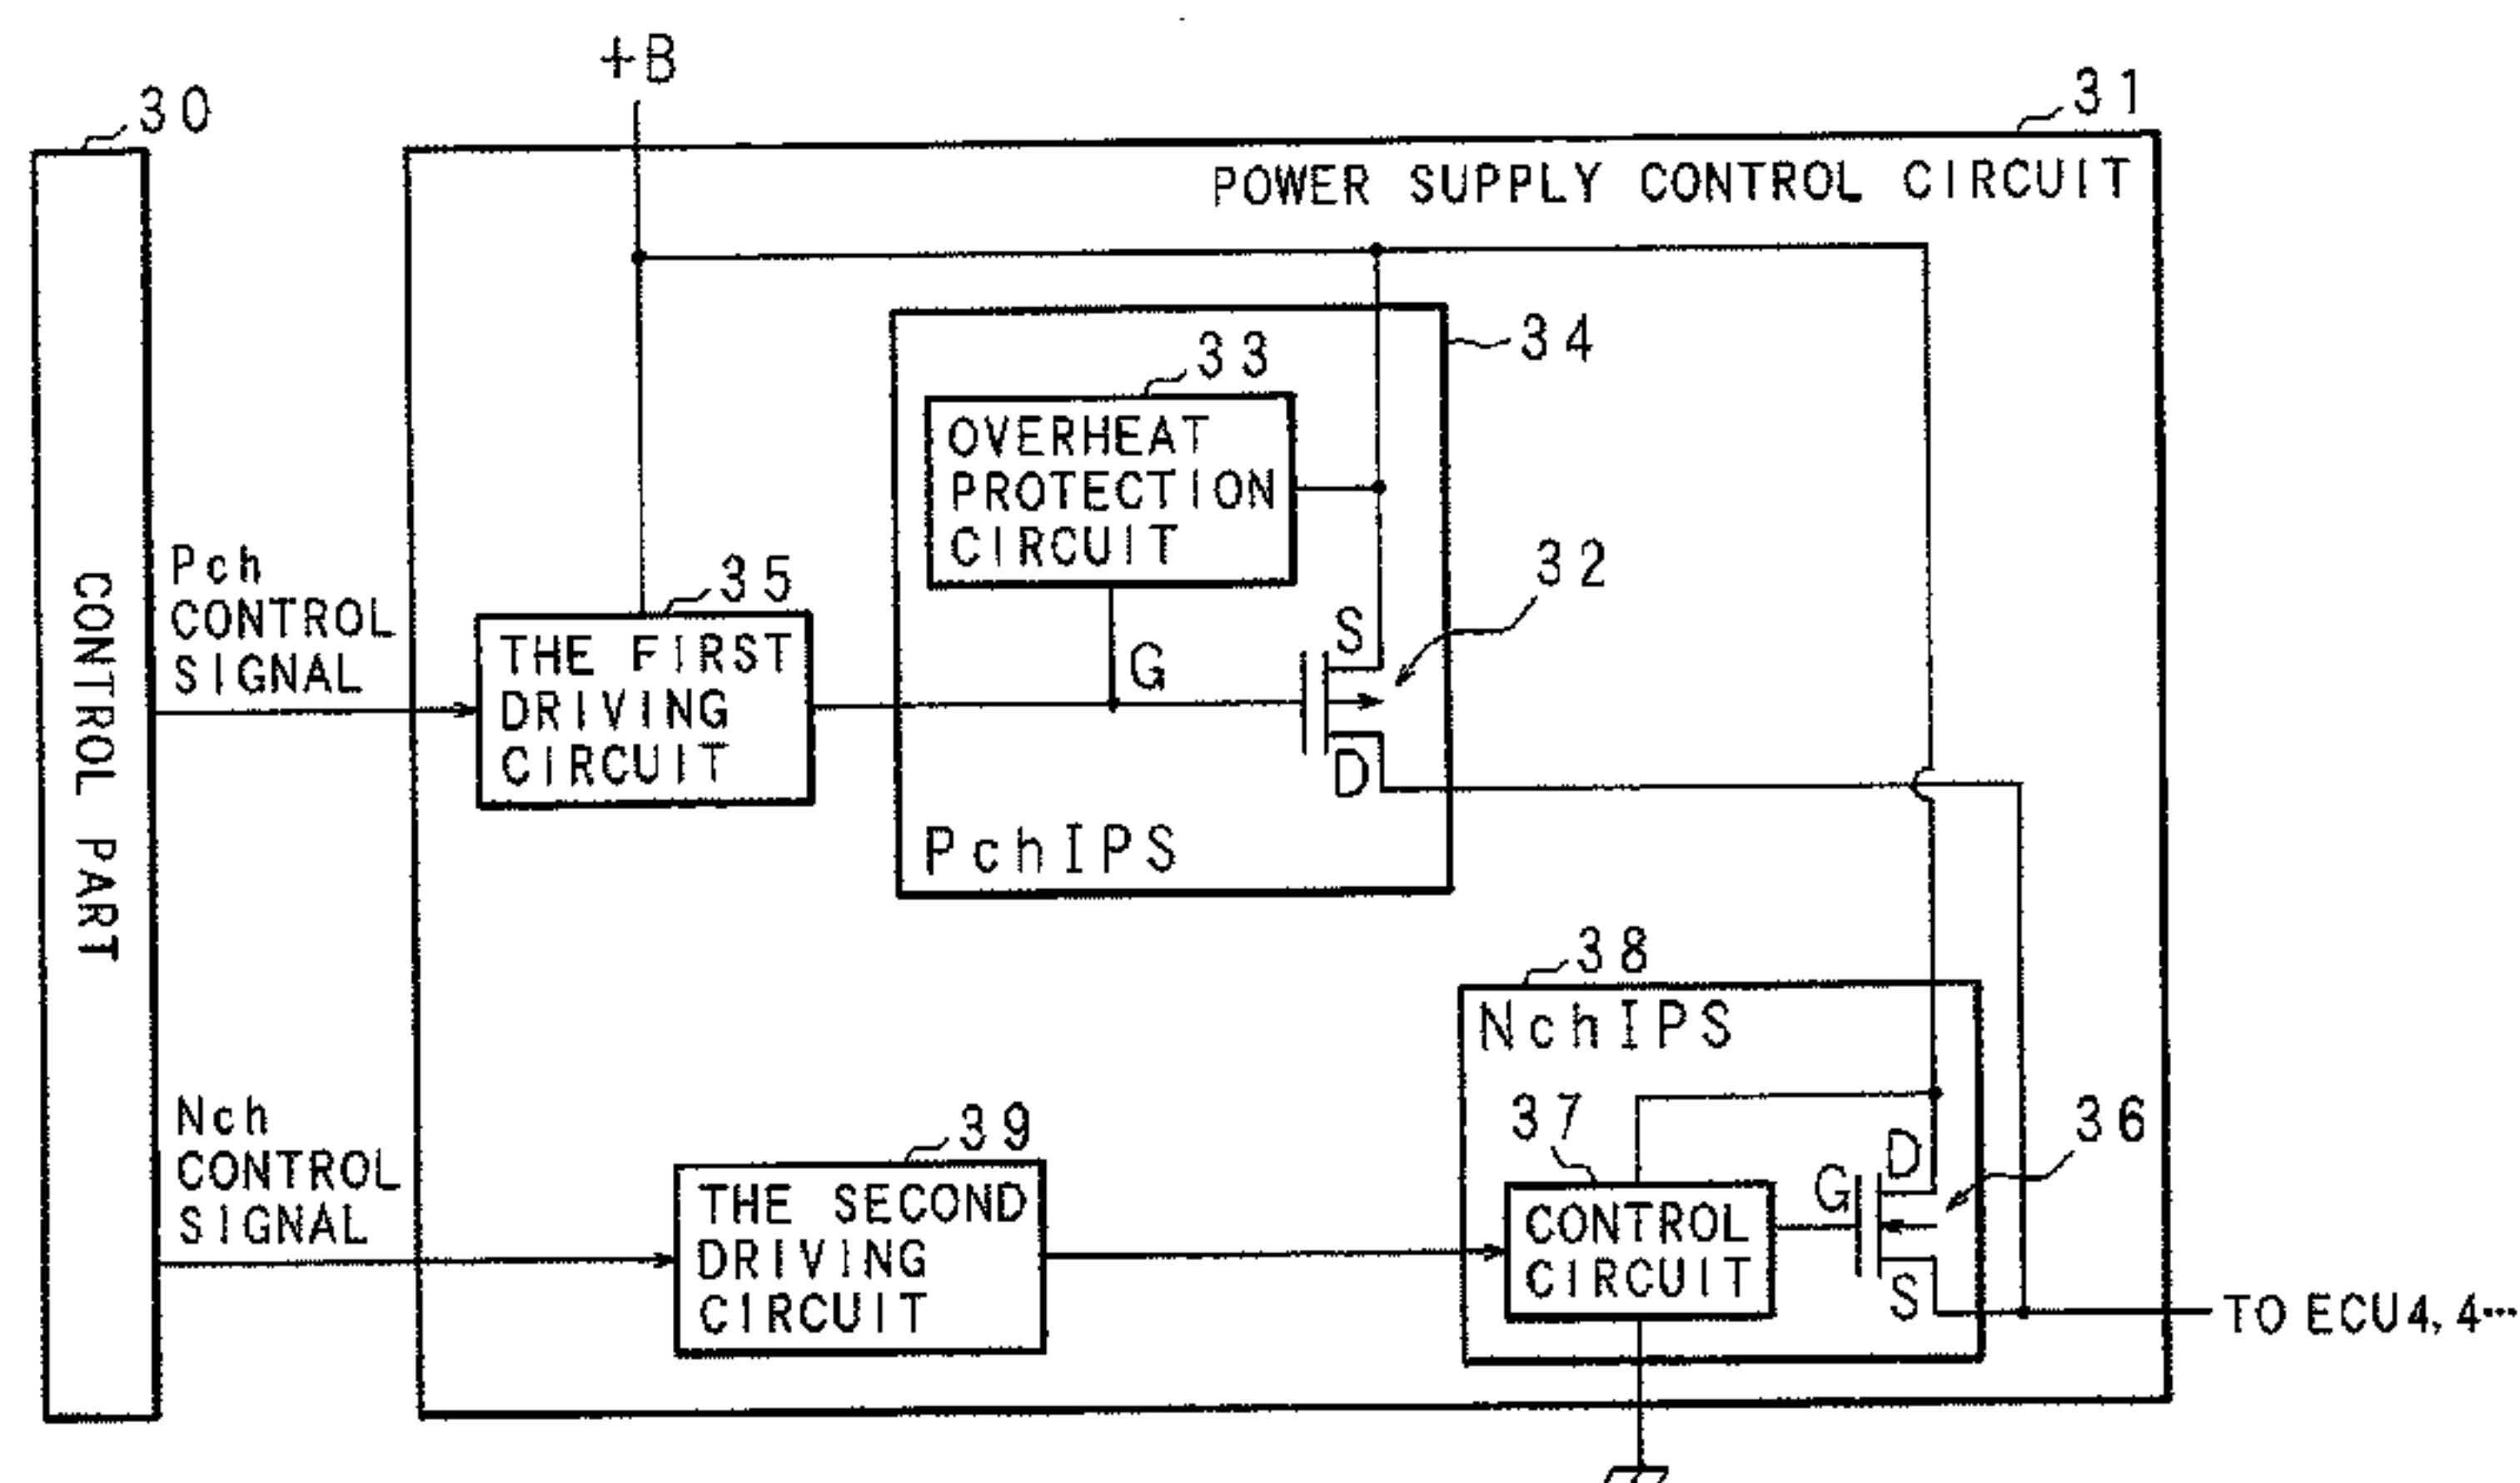 +B
30
31
POWER SUPPLY CONTROL CIRCUIT
34
33
OVERHEAT
PROTECTION
CIRCUIT
32
Pch
CONTROL
SIGNAL
35
THE FIRST
DRIVING
CIRCUIT
G
S
D
PchIPS
CONTROL PART
38
NchIPS
Nch
CONTROL
SIGNAL
39
THE SECOND
DRIVING
CIRCUIT
37
CONTROL
CIRCUIT
G
D
S
36
TO ECU4, 4…